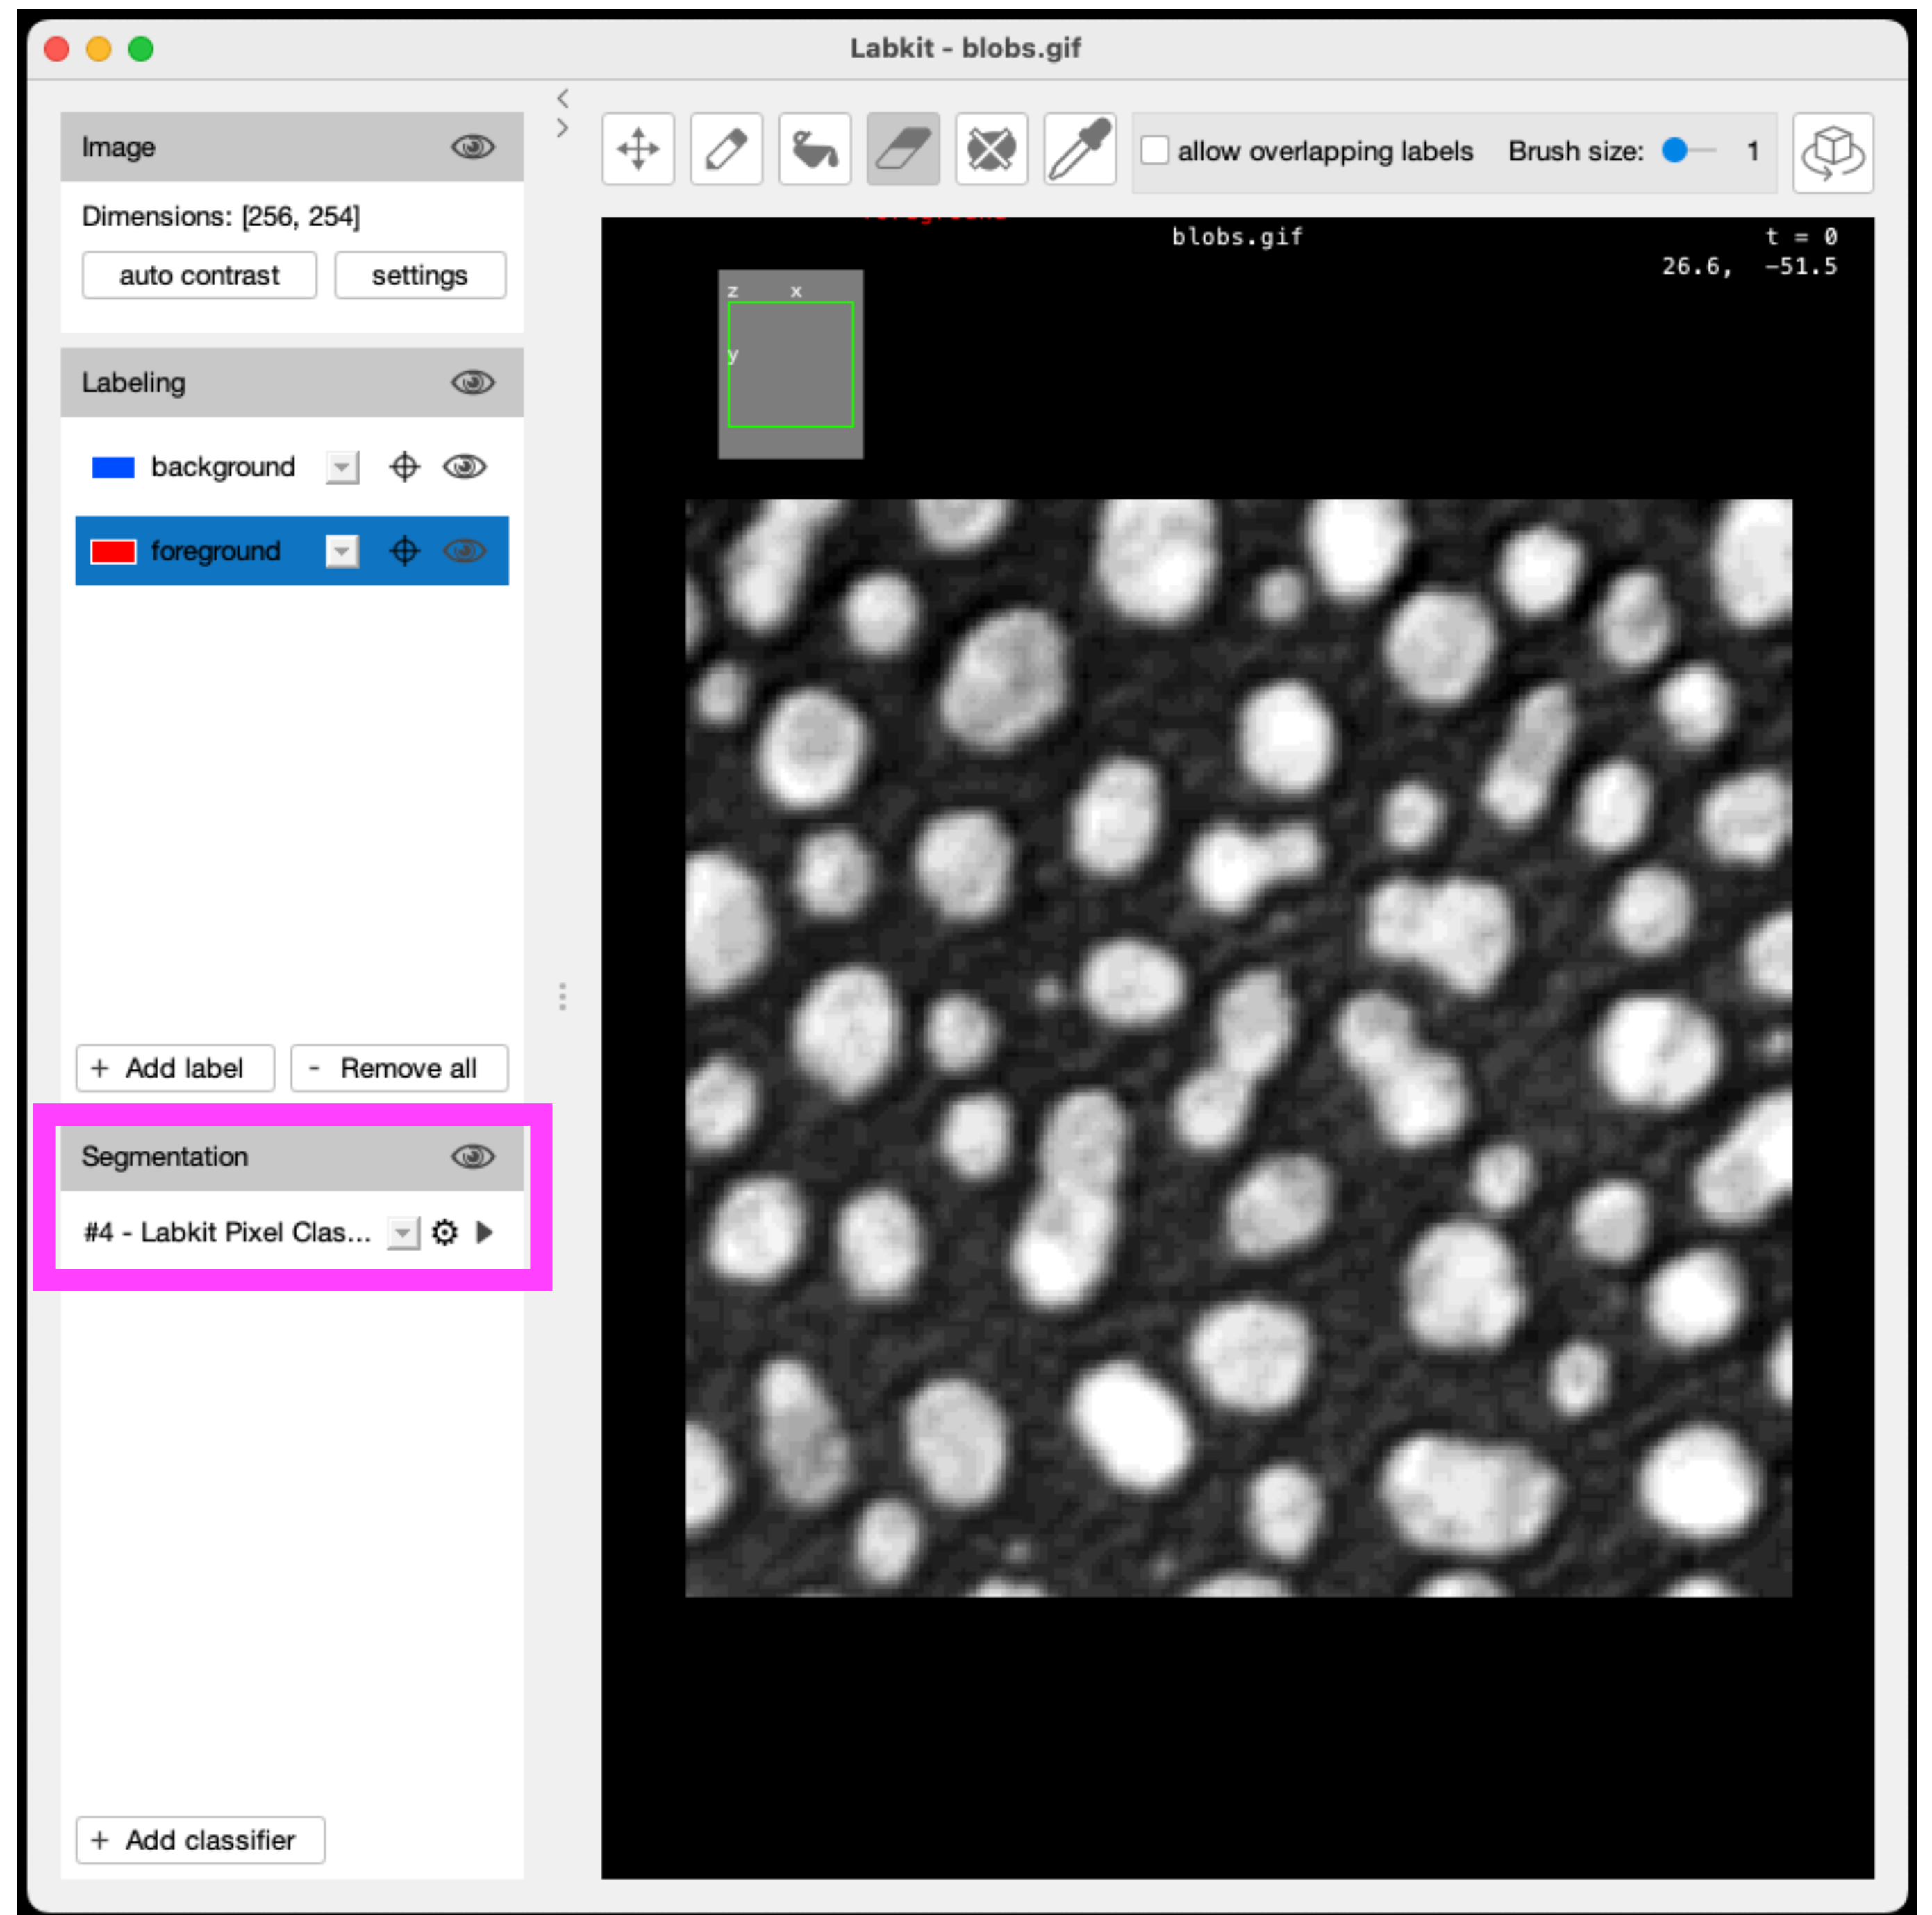 Labkit - blobs.gif
Image
Dimensions: [256, 254]
auto contrast settings
Labeling
background
foreground
+ Add label - Remove all
Segmentation
#4 - Labkit Pixel Clas...
+ Add classifier
allow overlapping labels Brush size: 1
foreground
blobs.gif t = 0
26.6, -51.5
z x
y